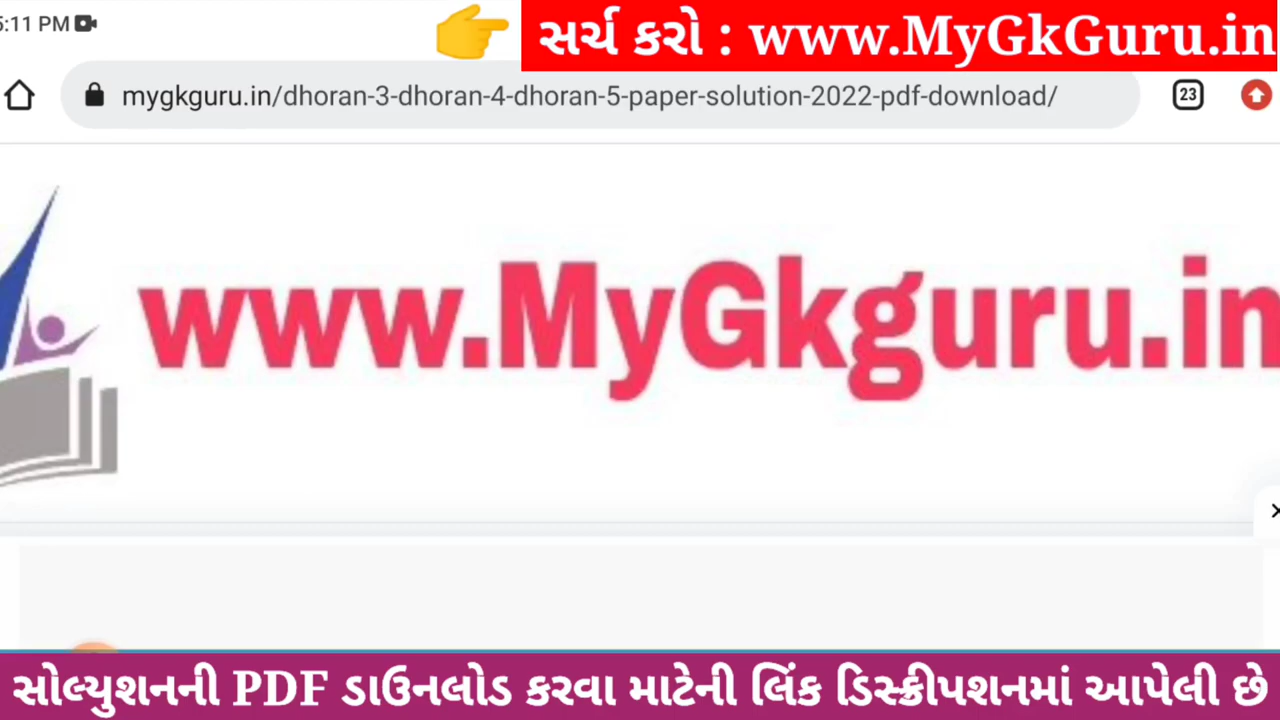 5:11 PM
👉 સર્ચ કરો : www.MyGkGuru.in
mygkguru.in/dhoran-3-dhoran-4-dhoran-5-paper-solution-2022-pdf-download/
23
www.MyGkguru.in
સોલ્યુશનની PDF ડાઉનલોડ કરવા માટેની લિંક ડિસ્ક્રીપશનમાં આપેલી છે